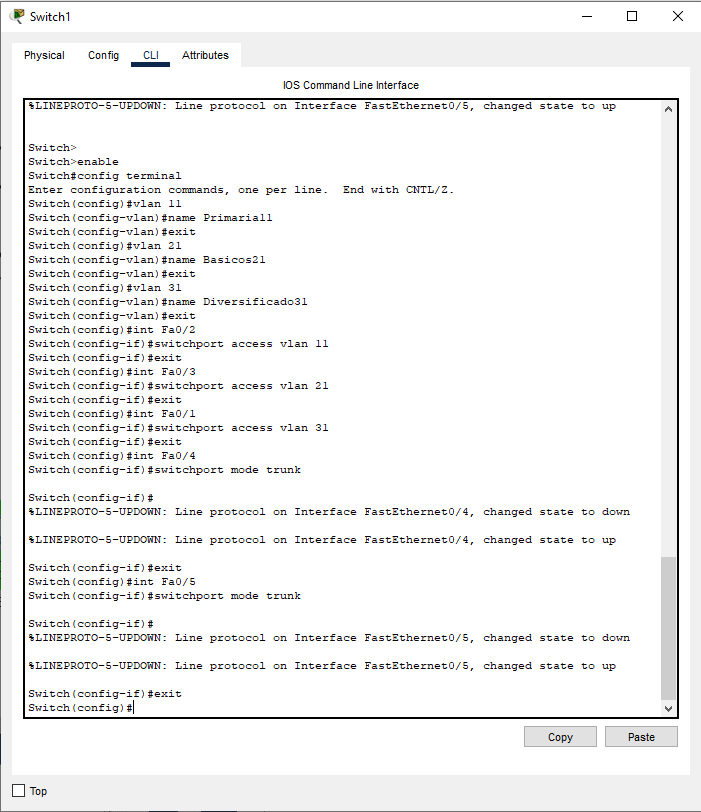 Switch1
Physical Config CLI Attributes
IOS Command Line Interface
%LINEPROTO-5-UPDOWN: Line protocol on Interface FastEthernet0/5, changed state to up
Switch>
Switch>enable
Switch#config terminal
Enter configuration commands, one per line.  End with CNTL/Z.
Switch(config)#vlan 11
Switch(config-vlan)#name Primaria11
Switch(config-vlan)#exit
Switch(config)#vlan 21
Switch(config-vlan)#name Basicos21
Switch(config-vlan)#exit
Switch(config)#vlan 31
Switch(config-vlan)#name Diversificado31
Switch(config-vlan)#exit
Switch(config)#int Fa0/2
Switch(config-if)#switchport access vlan 11
Switch(config-if)#exit
Switch(config)#int Fa0/3
Switch(config-if)#switchport access vlan 21
Switch(config-if)#exit
Switch(config)#int Fa0/1
Switch(config-if)#switchport access vlan 31
Switch(config-if)#exit
Switch(config)#int Fa0/4
Switch(config-if)#switchport mode trunk
Switch(config-if)#
%LINEPROTO-5-UPDOWN: Line protocol on Interface FastEthernet0/4, changed state to down
%LINEPROTO-5-UPDOWN: Line protocol on Interface FastEthernet0/4, changed state to up
Switch(config-if)#exit
Switch(config)#int Fa0/5
Switch(config-if)#switchport mode trunk
Switch(config-if)#
%LINEPROTO-5-UPDOWN: Line protocol on Interface FastEthernet0/5, changed state to down
%LINEPROTO-5-UPDOWN: Line protocol on Interface FastEthernet0/5, changed state to up
Switch(config-if)#exit
Switch(config)#
Copy Paste
Top